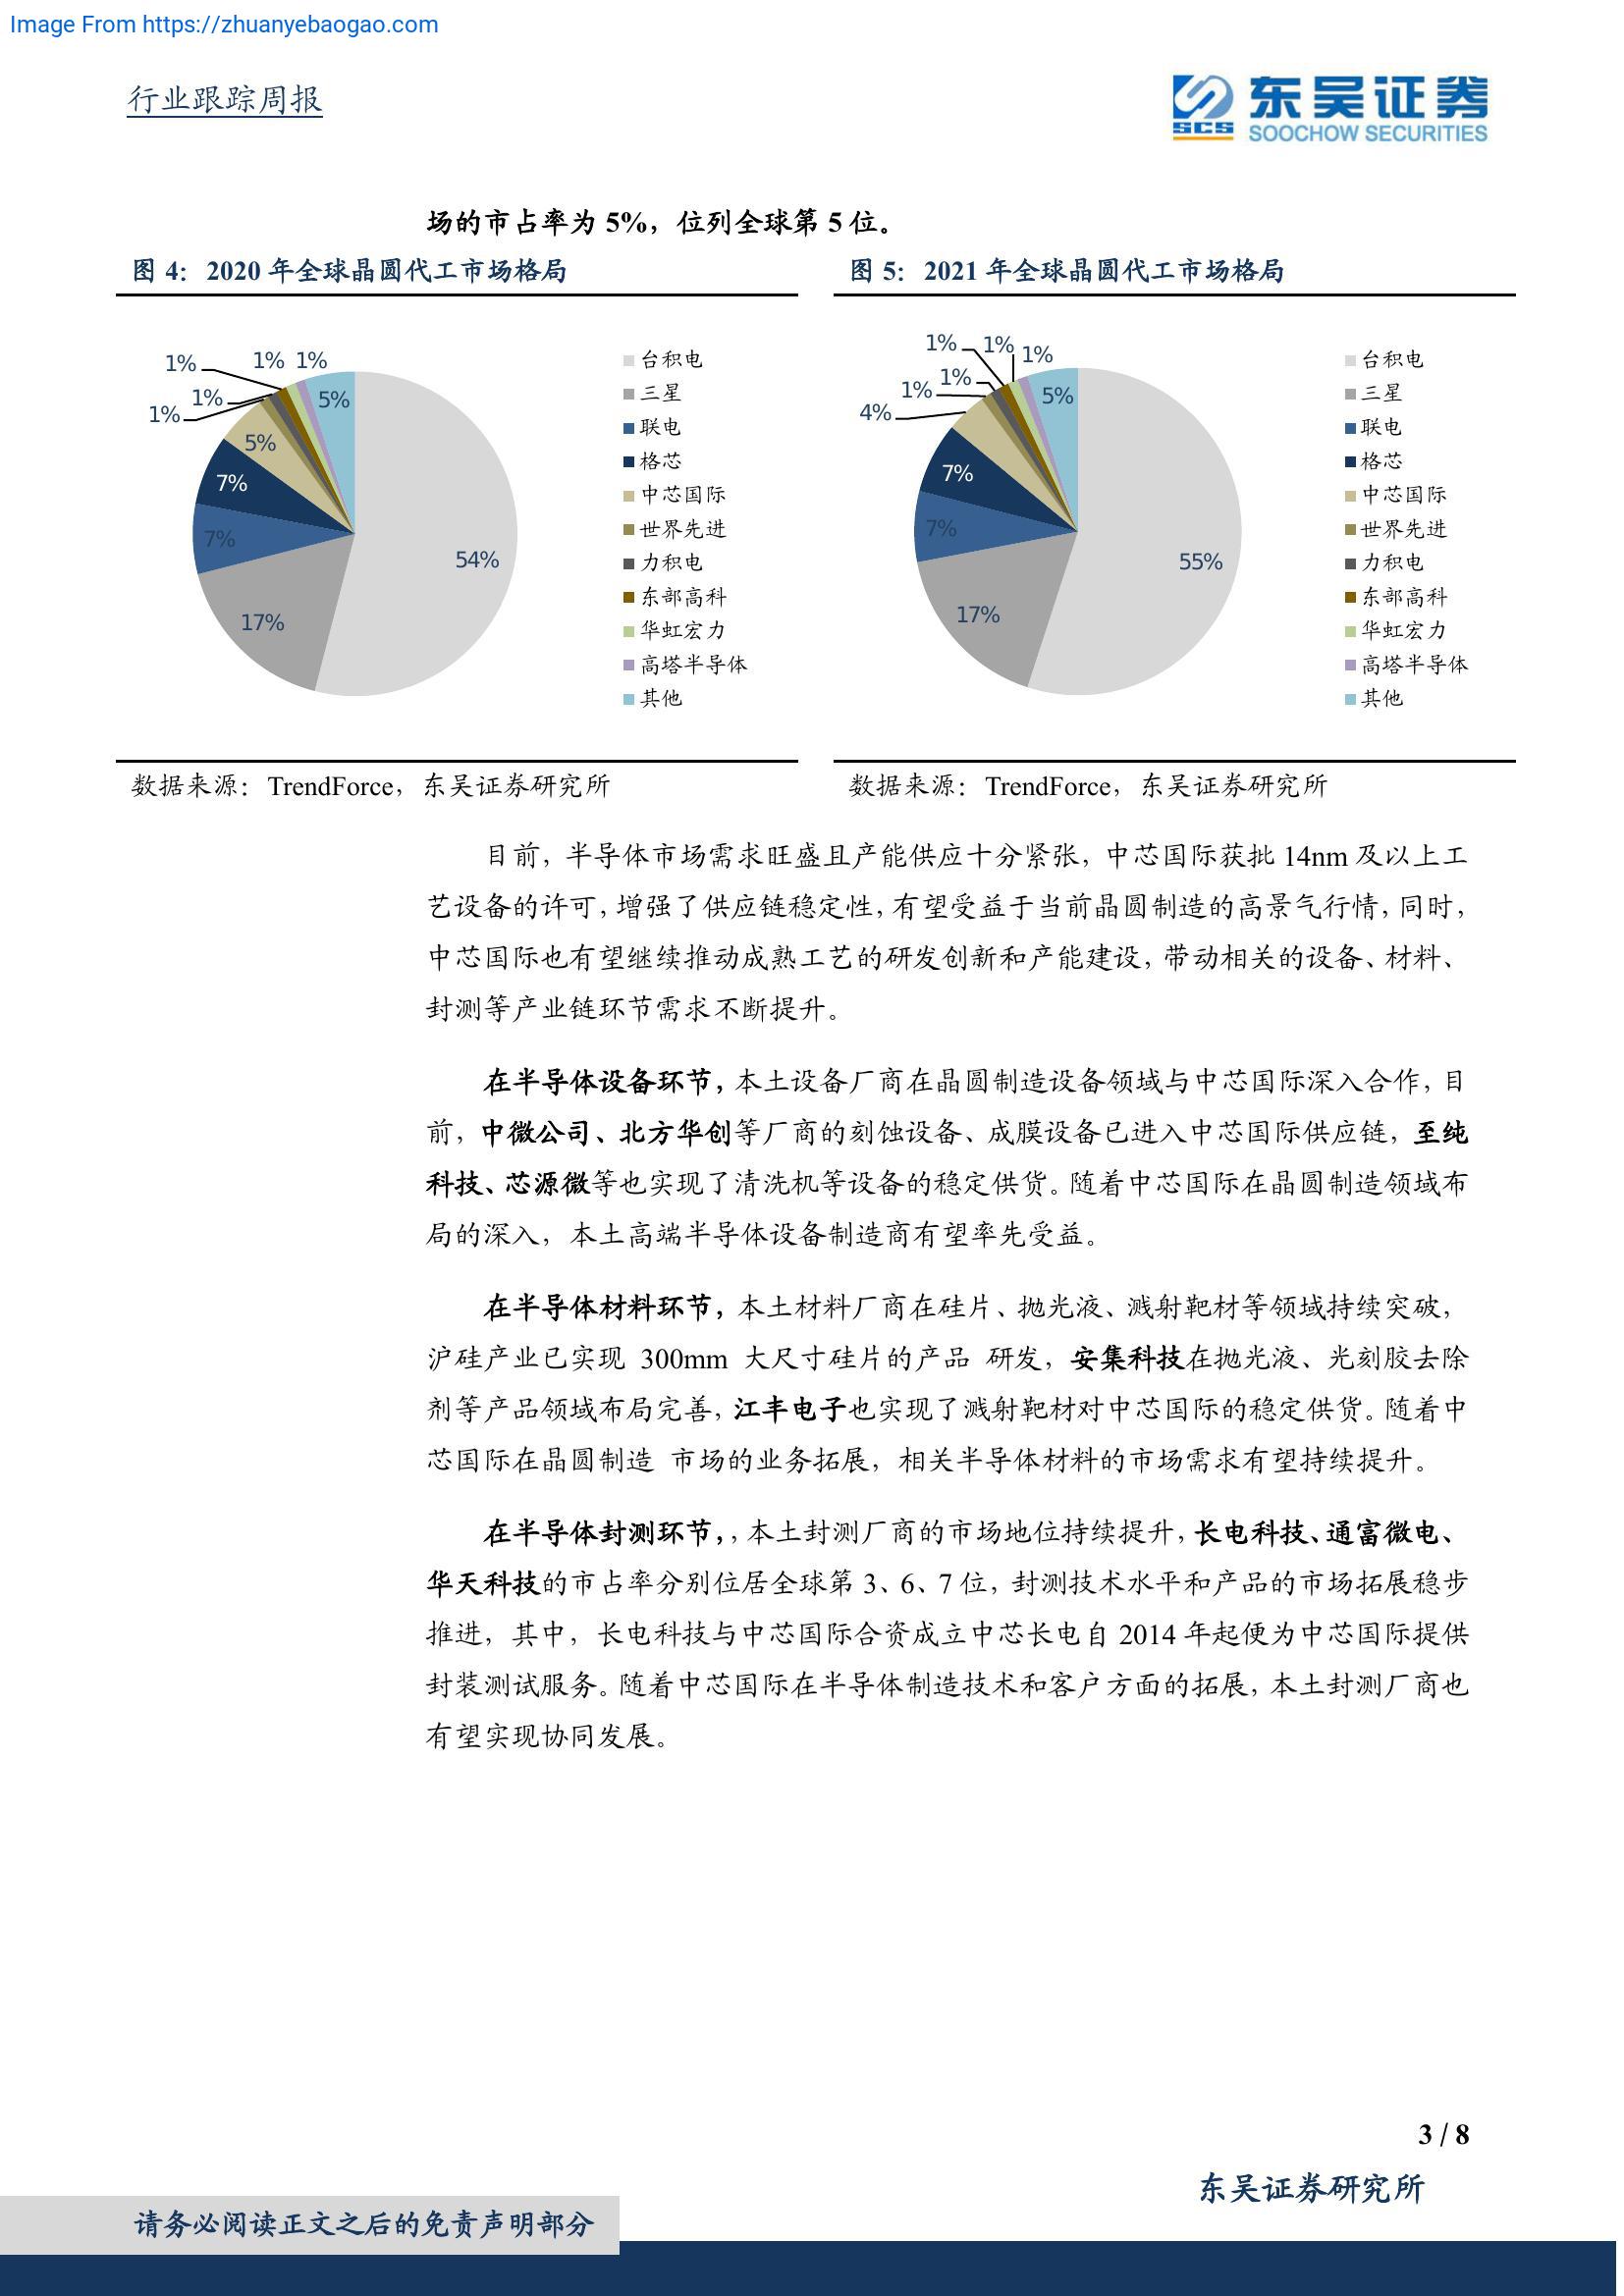 Image From https://zhuanyebaogao.com
行业跟踪周报
东吴证券
SCS
SOOCHOW SECURITIES
场的市占率为 5%，位列全球第 5 位。
图 4： 2020 年全球晶圆代工市场格局
1%
1%
1%
1%
1%
5%
5%
7%
7%
17%
54%
台积电
三星
联电
格芯
中芯国际
世界先进
力积电
东部高科
华虹宏力
高塔半导体
其他
数据来源：TrendForce，东吴证券研究所
图 5： 2021 年全球晶圆代工市场格局
1%
1%
1%
1%
1%
4%
5%
7%
7%
17%
55%
台积电
三星
联电
格芯
中芯国际
世界先进
力积电
东部高科
华虹宏力
高塔半导体
其他
数据来源：TrendForce，东吴证券研究所
目前，半导体市场需求旺盛且产能供应十分紧张，中芯国际获批 14nm 及以上工
艺设备的许可，增强了供应链稳定性，有望受益于当前晶圆制造的高景气行情，同时，
中芯国际也有望继续推动成熟工艺的研发创新和产能建设，带动相关的设备、材料、
封测等产业链环节需求不断提升。
在半导体设备环节，本土设备厂商在晶圆制造设备领域与中芯国际深入合作，目
前，中微公司、北方华创等厂商的刻蚀设备、成膜设备已进入中芯国际供应链，至纯
科技、芯源微等也实现了清洗机等设备的稳定供货。随着中芯国际在晶圆制造领域布
局的深入，本土高端半导体设备制造商有望率先受益。
在半导体材料环节，本土材料厂商在硅片、抛光液、溅射靶材等领域持续突破，
沪硅产业已实现 300mm 大尺寸硅片的产品 研发，安集科技在抛光液、光刻胶去除
剂等产品领域布局完善，江丰电子也实现了溅射靶材对中芯国际的稳定供货。随着中
芯国际在晶圆制造 市场的业务拓展，相关半导体材料的市场需求有望持续提升。
在半导体封测环节，，本土封测厂商的市场地位持续提升，长电科技、通富微电、
华天科技的市占率分别位居全球第 3、6、7 位，封测技术水平和产品的市场拓展稳步
推进，其中，长电科技与中芯国际合资成立中芯长电自 2014 年起便为中芯国际提供
封装测试服务。随着中芯国际在半导体制造技术和客户方面的拓展，本土封测厂商也
有望实现协同发展。
3 / 8
东吴证券研究所
请务必阅读正文之后的免责声明部分